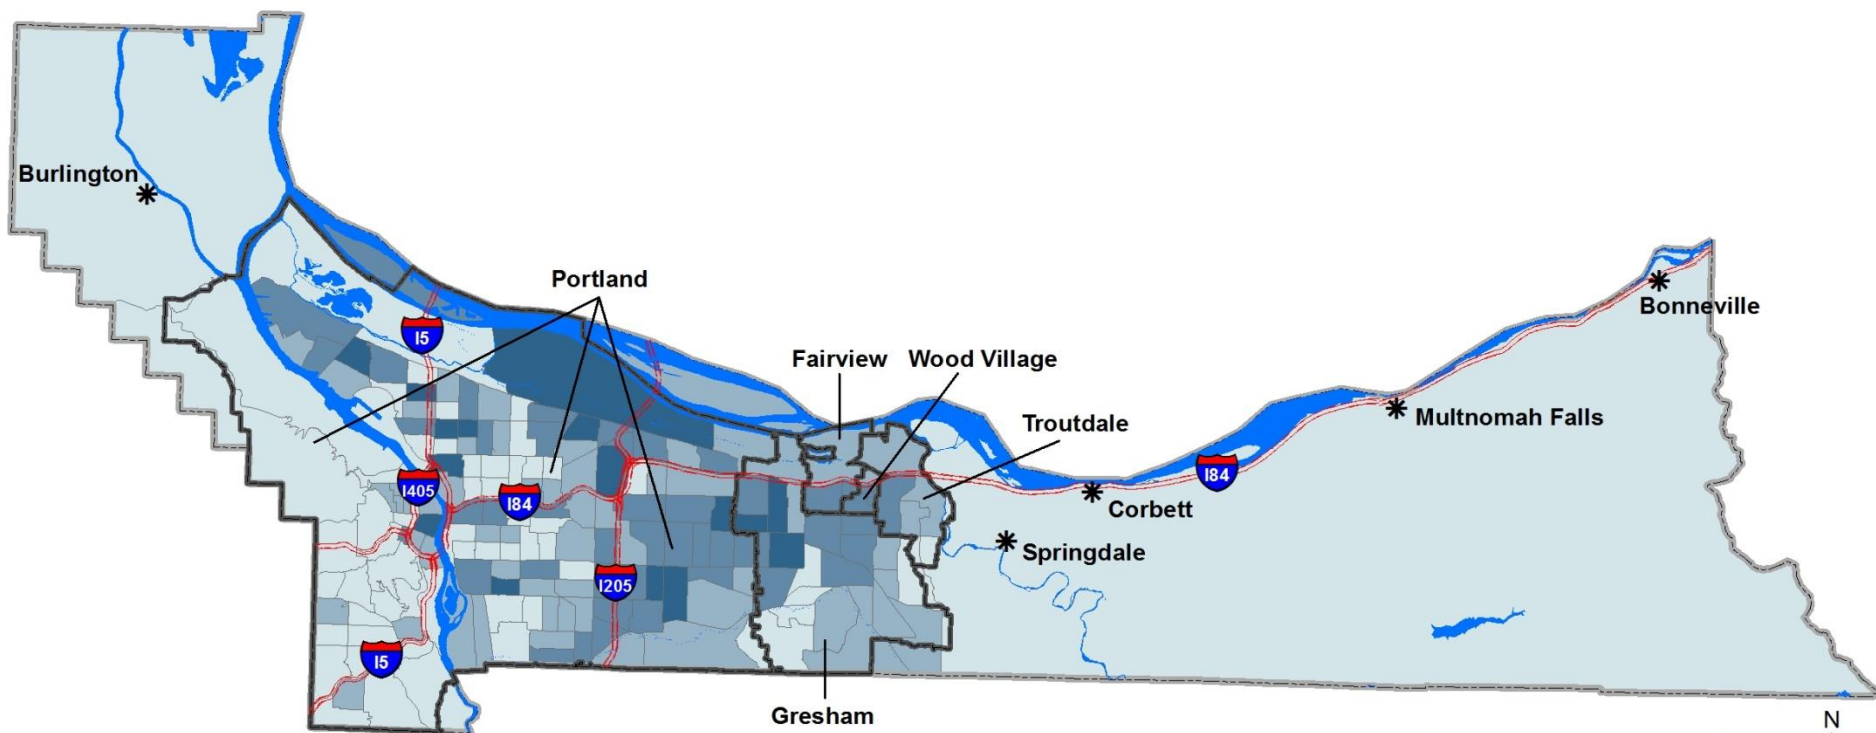 Burlington
Portland
I5
Bonneville
Fairview
Wood Village
Multnomah Falls
Troutdale
I405
I84
I84
Corbett
Springdale
I205
I5
Gresham
N